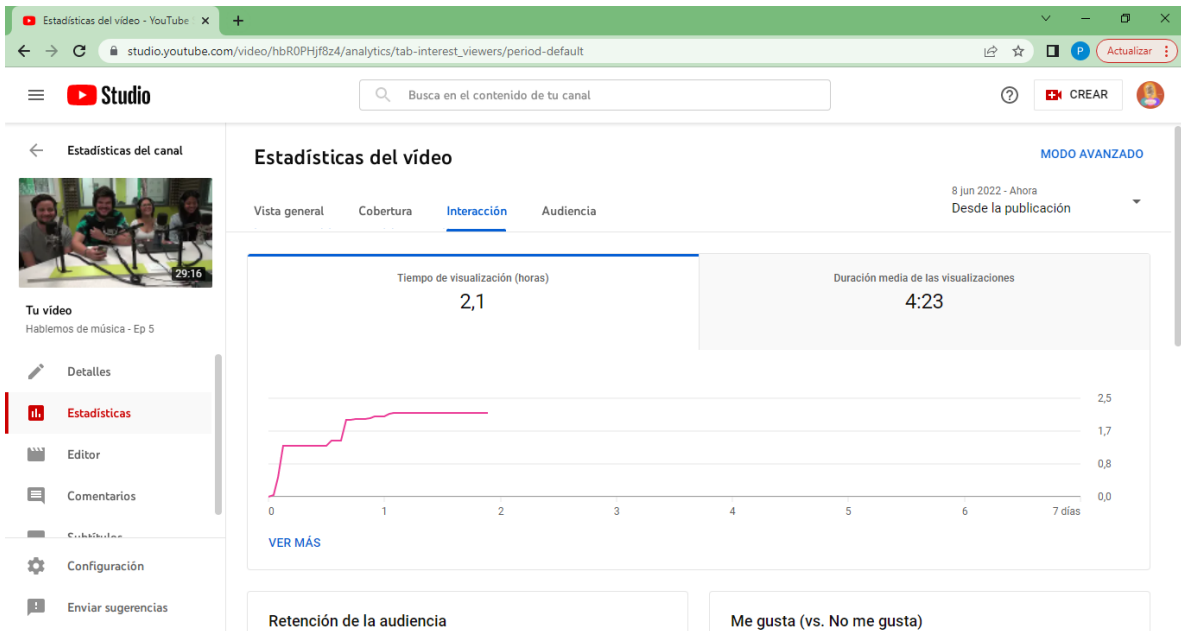 Estadísticas del vídeo - YouTube
studio.youtube.com/video/hbR0PHjf8z4/analytics/tab-interest_viewers/period-default
P
Actualizar
Studio
Busca en el contenido de tu canal
CREAR
Estadísticas del canal
29:16
Tu vídeo
Hablemos de música - Ep 5
Detalles
Estadísticas
Editor
Comentarios
Subtítulos
Configuración
Enviar sugerencias
Estadísticas del vídeo
MODO AVANZADO
Vista general Cobertura Interacción Audiencia
8 jun 2022 - Ahora
Desde la publicación
Tiempo de visualización (horas)
2,1
Duración media de las visualizaciones
4:23
2,5
1,7
0,8
0,0
0 1 2 3 4 5 6 7 días
VER MÁS
Retención de la audiencia
Me gusta (vs. No me gusta)